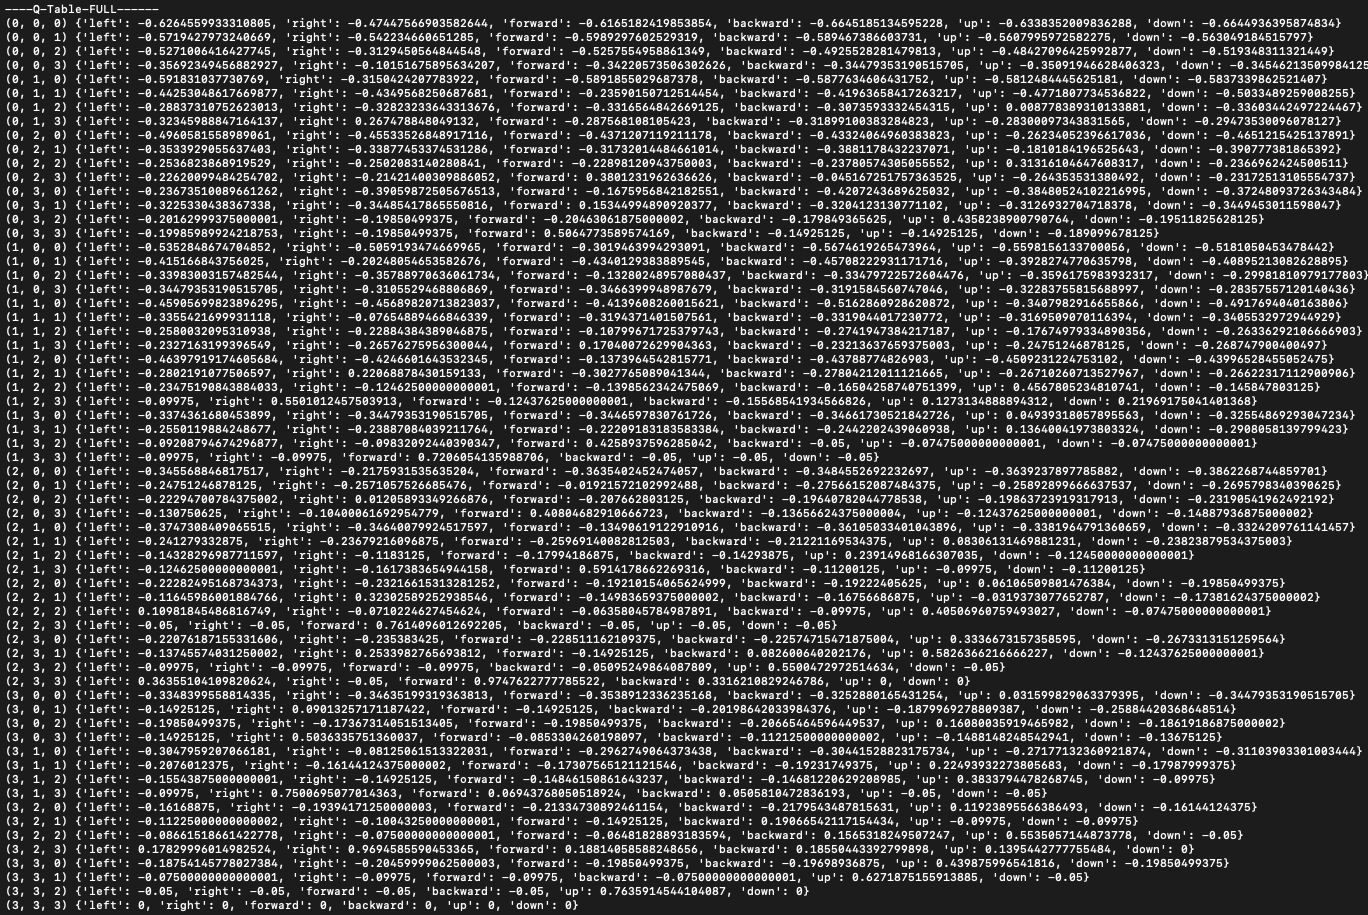 ----Q-Table-FULL------
(0, 0, 0) {'left': -0.6264559933310805, 'right': -0.47447566903582644, 'forward': -0.6165182419853854, 'backward': -0.6645185134595228, 'up': -0.6338352009836288, 'down': -0.6644936395874834}
(0, 0, 1) {'left': -0.5719427973240669, 'right': -0.542234660651285, 'forward': -0.5989297602529319, 'backward': -0.589467386603731, 'up': -0.5607995972582275, 'down': -0.563049184515797}
(0, 0, 2) {'left': -0.5271006416427745, 'right': -0.3129450564844548, 'forward': -0.5257554958861349, 'backward': -0.4925528281479813, 'up': -0.48427096425992877, 'down': -0.519348311321449}
(0, 0, 3) {'left': -0.35692349456882927, 'right': -0.10151675895634207, 'forward': -0.34220573506302626, 'backward': -0.34479353190515705, 'up': -0.35091946628406323, 'down': -0.34546213509984125
(0, 1, 0) {'left': -0.591831037730769, 'right': -0.3150424207783922, 'forward': -0.5891855029687378, 'backward': -0.5877634606431752, 'up': -0.5812484445625181, 'down': -0.5837339862521407}
(0, 1, 1) {'left': -0.44253048617669877, 'right': -0.4349568250687681, 'forward': -0.23590150712514454, 'backward': -0.41963658417263217, 'up': -0.4771807734536822, 'down': -0.5033489259008255}
(0, 1, 2) {'left': -0.28837310752623013, 'right': -0.32823233643313676, 'forward': -0.3316564842669125, 'backward': -0.3073593332454315, 'up': 0.008778389310133881, 'down': -0.33603442497224467}
(0, 1, 3) {'left': -0.32345988847164137, 'right': 0.267478848049132, 'forward': -0.287568108105423, 'backward': -0.31899100383284823, 'up': -0.28300097343831565, 'down': -0.29473530096078127}
(0, 2, 0) {'left': -0.4960581558989061, 'right': -0.45533526848917116, 'forward': -0.4371207119211178, 'backward': -0.43324064960383823, 'up': -0.26234052396617036, 'down': -0.4651215425137891}
(0, 2, 1) {'left': -0.3533929055637403, 'right': -0.33877453374531286, 'forward': -0.31732014484661014, 'backward': -0.3881178432237071, 'up': -0.1810184196525643, 'down': -0.390777381865392}
(0, 2, 2) {'left': -0.2536823868919529, 'right': -0.2502083140280841, 'forward': -0.22898120943750003, 'backward': -0.23780574305055552, 'up': 0.31316104647608317, 'down': -0.2366962424500511}
(0, 2, 3) {'left': -0.22620099484254702, 'right': -0.21421400309886052, 'forward': 0.3801231962636626, 'backward': -0.045167251757363525, 'up': -0.264353531380492, 'down': -0.23172513105554737}
(0, 3, 0) {'left': -0.23673510089661262, 'right': -0.39059872505676513, 'forward': -0.1675956842182551, 'backward': -0.4207243689625032, 'up': -0.38480524102216995, 'down': -0.37248093726343484}
(0, 3, 1) {'left': -0.3225330438367338, 'right': -0.34485417865550816, 'forward': 0.15344994890920377, 'backward': -0.3204123130771102, 'up': -0.3126932704718378, 'down': -0.3449453011598047}
(0, 3, 2) {'left': -0.20162999375000001, 'right': -0.19850499375, 'forward': -0.20463061875000002, 'backward': -0.179849365625, 'up': 0.4358238900790764, 'down': -0.19511825628125}
(0, 3, 3) {'left': -0.19985989924218753, 'right': -0.19850499375, 'forward': 0.5064773589574169, 'backward': -0.14925125, 'up': -0.14925125, 'down': -0.189099678125}
(1, 0, 0) {'left': -0.5352848674704852, 'right': -0.5059193474669965, 'forward': -0.3019463994293091, 'backward': -0.5674619265473964, 'up': -0.5598156133700056, 'down': -0.5181050453478442}
(1, 0, 1) {'left': -0.415166843756025, 'right': -0.20248054653582676, 'forward': -0.4340129383889545, 'backward': -0.45708222931171716, 'up': -0.3928274770635798, 'down': -0.40895213082628895}
(1, 0, 2) {'left': -0.33983003157482544, 'right': -0.35788970636061734, 'forward': -0.13280248957080437, 'backward': -0.33479722572604476, 'up': -0.3596175983932317, 'down': -0.29981810979177803}
(1, 0, 3) {'left': -0.34479353190515705, 'right': -0.3105529468806869, 'forward': -0.3466399948987679, 'backward': -0.3191584560747046, 'up': -0.32283755815688997, 'down': -0.28357557120140436}
(1, 1, 0) {'left': -0.45905699823896295, 'right': -0.45689820713823037, 'forward': -0.4139608260015621, 'backward': -0.5162860928620872, 'up': -0.3407982916655866, 'down': -0.4917694040163806}
(1, 1, 1) {'left': -0.3355421699931118, 'right': -0.0765488946684 6339, 'forward': -0.3194371401507561, 'backward': -0.3319044017230772, 'up': -0.3169509070116394, 'down': -0.3405532972944929}
(1, 1, 2) {'left': -0.2580032095310938, 'right': -0.22884384389046875, 'forward': -0.10799671725379743, 'backward': -0.2741947384217187, 'up': -0.17674979334890356, 'down': -0.26336292106666903}
(1, 1, 3) {'left': -0.2327163199396549, 'right': -0.26576275956300044, 'forward': 0.17040072629904363, 'backward': -0.23213637659375003, 'up': -0.24751246878125, 'down': -0.268747900400497}
(1, 2, 0) {'left': -0.46397919174605684, 'right': -0.4246601643532345, 'forward': -0.1373964542815771, 'backward': -0.43788774826903, 'up': -0.4509231224753102, 'down': -0.43996528455052475}
(1, 2, 1) {'left': -0.2802191077506597, 'right': 0.22068878430159133, 'forward': -0.3027765089041344, 'backward': -0.27804212011121665, 'up': -0.26710260713527967, 'down': -0.26622317112900906}
(1, 2, 2) {'left': -0.23475190843884033, 'right': -0.12462500000000001, 'forward': -0.1398562342475069, 'backward': -0.16504258740751399, 'up': 0.4567805234810741, 'down': -0.145847803125}
(1, 2, 3) {'left': -0.09975, 'right': 0.5501012457503913, 'forward': -0.12437625000000001, 'backward': -0.15568541934566826, 'up': 0.1273134888894312, 'down': 0.21969175041401368}
(1, 3, 0) {'left': -0.3374361680453899, 'right': -0.34479353190515705, 'forward': -0.3446597830761726, 'backward': -0.34661730521842726, 'up': 0.04939318057895563, 'down': -0.32554869293047234}
(1, 3, 1) {'left': -0.2550119884248677, 'right': -0.23887084039211764, 'forward': -0.22209183183583384, 'backward': -0.2442202439060938, 'up': 0.13640041973803324, 'down': -0.2908058139799423}
(1, 3, 2) {'left': -0.09208794674296877, 'right': -0.09832092440390347, 'forward': 0.4258937596285042, 'backward': -0.05, 'up': -0.07475000000000001, 'down': -0.07475000000000001}
(1, 3, 3) {'left': -0.09975, 'right': -0.09975, 'forward': 0.7206054135988706, 'backward': -0.05, 'up': -0.05, 'down': -0.05}
(2, 0, 0) {'left': -0.345568846817517, 'right': -0.2175931535635204, 'forward': -0.3635402452474057, 'backward': -0.3484552692232697, 'up': -0.3639237897785882, 'down': -0.3862268744859701}
(2, 0, 1) {'left': -0.24751246878125, 'right': -0.2571057526685476, 'forward': -0.01921572102992488, 'backward': -0.27566152087484375, 'up': -0.25892899666637537, 'down': -0.2695798340390625}
(2, 0, 2) {'left': -0.22294700784375002, 'right': 0.01205893349266876, 'forward': -0.207662803125, 'backward': -0.19640782044778538, 'up': -0.19863723919317913, 'down': -0.23190541962492192}
(2, 0, 3) {'left': -0.130750625, 'right': -0.10400061692954779, 'forward': 0.40804682910666723, 'backward': -0.13656624375000004, 'up': -0.12437625000000001, 'down': -0.14887936875000002}
(2, 1, 0) {'left': -0.3747308409065515, 'right': -0.34640079924517597, 'forward': -0.13490619122910916, 'backward': -0.36105033401043896, 'up': -0.3381964791360659, 'down': -0.3324209761141457}
(2, 1, 1) {'left': -0.241279332875, 'right': -0.23679216096875, 'forward': -0.25969140082812503, 'backward': -0.21221169534375, 'up': 0.08306131469881231, 'down': -0.23823879534375003}
(2, 1, 2) {'left': -0.14328296987711597, 'right': -0.1183125, 'forward': -0.17994186875, 'backward': -0.14293875, 'up': 0.23914968166307035, 'down': -0.12450000000000001}
(2, 1, 3) {'left': -0.12462500000000001, 'right': -0.1617383654944158, 'forward': 0.5914178662269316, 'backward': -0.11200125, 'up': -0.09975, 'down': -0.11200125}
(2, 2, 0) {'left': -0.22282495168734373, 'right': -0.23216615313281252, 'forward': -0.19210154065624999, 'backward': -0.19222405625, 'up': 0.06106509801476384, 'down': -0.19850499375}
(2, 2, 1) {'left': -0.11645986001884766, 'right': 0.32302589252938546, 'forward': -0.14983659375000002, 'backward': -0.16756686875, 'up': -0.0319373077652787, 'down': -0.17381624375000002}
(2, 2, 2) {'left': 0.10981845486816749, 'right': -0.0710224627454624, 'forward': -0.06358045784987891, 'backward': -0.09975, 'up': 0.40506960759493027, 'down': -0.07475000000000001}
(2, 2, 3) {'left': -0.05, 'right': -0.05, 'forward': 0.7614096012692205, 'backward': -0.05, 'up': -0.05, 'down': -0.05}
(2, 3, 0) {'left': -0.22076187155331606, 'right': -0.235383425, 'forward': -0.228511162109375, 'backward': -0.22574715471875004, 'up': 0.3336673157358595, 'down': -0.2673313151259564}
(2, 3, 1) {'left': -0.13745574031250002, 'right': 0.2533982765693812, 'forward': -0.14925125, 'backward': -0.082600640202176, 'up': 0.5826366216666227, 'down': -0.12437625000000001}
(2, 3, 2) {'left': -0.09975, 'right': -0.09975, 'forward': -0.09975, 'backward': -0.05095249864087809, 'up': 0.5500472972514634, 'down': -0.05}
(2, 3, 3) {'left': 0.36355104109820624, 'right': -0.05, 'forward': 0.9747622777785522, 'backward': 0.3316210829246786, 'up': 0, 'down': 0}
(3, 0, 0) {'left': -0.3348399558814335, 'right': -0.34635199319363813, 'forward': -0.3538912336235168, 'backward': -0.3252880165431254, 'up': 0.031599829063379395, 'down': -0.34479353190515705}
(3, 0, 1) {'left': -0.14925125, 'right': 0.09013257171187422, 'forward': -0.14925125, 'backward': -0.20198642033984376, 'up': -0.1879969278809387, 'down': -0.25884420368648514}
(3, 0, 2) {'left': -0.19850499375, 'right': -0.17367314051513405, 'forward': -0.19850499375, 'backward': -0.20665464596449537, 'up': 0.16080035919465982, 'down': -0.18619186875000002}
(3, 0, 3) {'left': -0.14925125, 'right': 0.5036335751360037, 'forward': -0.0853304260198097, 'backward': -0.11212500000000002, 'up': -0.1488148248542941, 'down': -0.13675125}
(3, 1, 0) {'left': -0.3047959207066181, 'right': -0.08125061513322031, 'forward': -0.2962749064373438, 'backward': -0.30441528823175734, 'up': -0.27177132360921874, 'down': -0.31103903301003444}
(3, 1, 1) {'left': -0.2076012375, 'right': -0.16144124375000002, 'forward': -0.17307565121121546, 'backward': -0.19231749375, 'up': 0.22493932273805683, 'down': -0.17987999375}
(3, 1, 2) {'left': -0.15543875000000001, 'right': -0.14925125, 'forward': -0.14846150861643237, 'backward': -0.14681220629208985, 'up': 0.3833794478268745, 'down': -0.09975}
(3, 1, 3) {'left': -0.09975, 'right': 0.7500695077014363, 'forward': 0.06943768050518924, 'backward': 0.0505810472836193, 'up': -0.05, 'down': -0.05}
(3, 2, 0) {'left': -0.16168875, 'right': -0.19394171250000003, 'forward': -0.21334730892461154, 'backward': -0.2179543487815631, 'up': 0.11923895566386493, 'down': -0.16144124375}
(3, 2, 1) {'left': -0.11225000000000002, 'right': -0.10043250000000001, 'forward': -0.14925125, 'backward': 0.19066542117154434, 'up': -0.09975, 'down': -0.09975}
(3, 2, 2) {'left': -0.08661518661422778, 'right': -0.07500000000000001, 'forward': -0.06481828893183594, 'backward': 0.1565318249507247, 'up': 0.5535057144873778, 'down': -0.05}
(3, 2, 3) {'left': 0.17829996014982524, 'right': 0.9694585590453365, 'forward': 0.18814058588248656, 'backward': 0.18550443392799898, 'up': 0.1395442777755484, 'down': 0}
(3, 3, 0) {'left': -0.18754145778027384, 'right': -0.20459999062500003, 'forward': -0.19850499375, 'backward': -0.19698936875, 'up': 0.439875996541816, 'down': -0.19850499375}
(3, 3, 1) {'left': -0.07500000000000001, 'right': -0.09975, 'forward': -0.09975, 'backward': -0.07500000000000001, 'up': 0.6271875155913885, 'down': -0.05}
(3, 3, 2) {'left': -0.05, 'right': -0.05, 'forward': -0.05, 'backward': -0.05, 'up': 0.7635914544104087, 'down': 0}
(3, 3, 3) {'left': 0, 'right': 0, 'forward': 0, 'backward': 0, 'up': 0, 'down': 0}